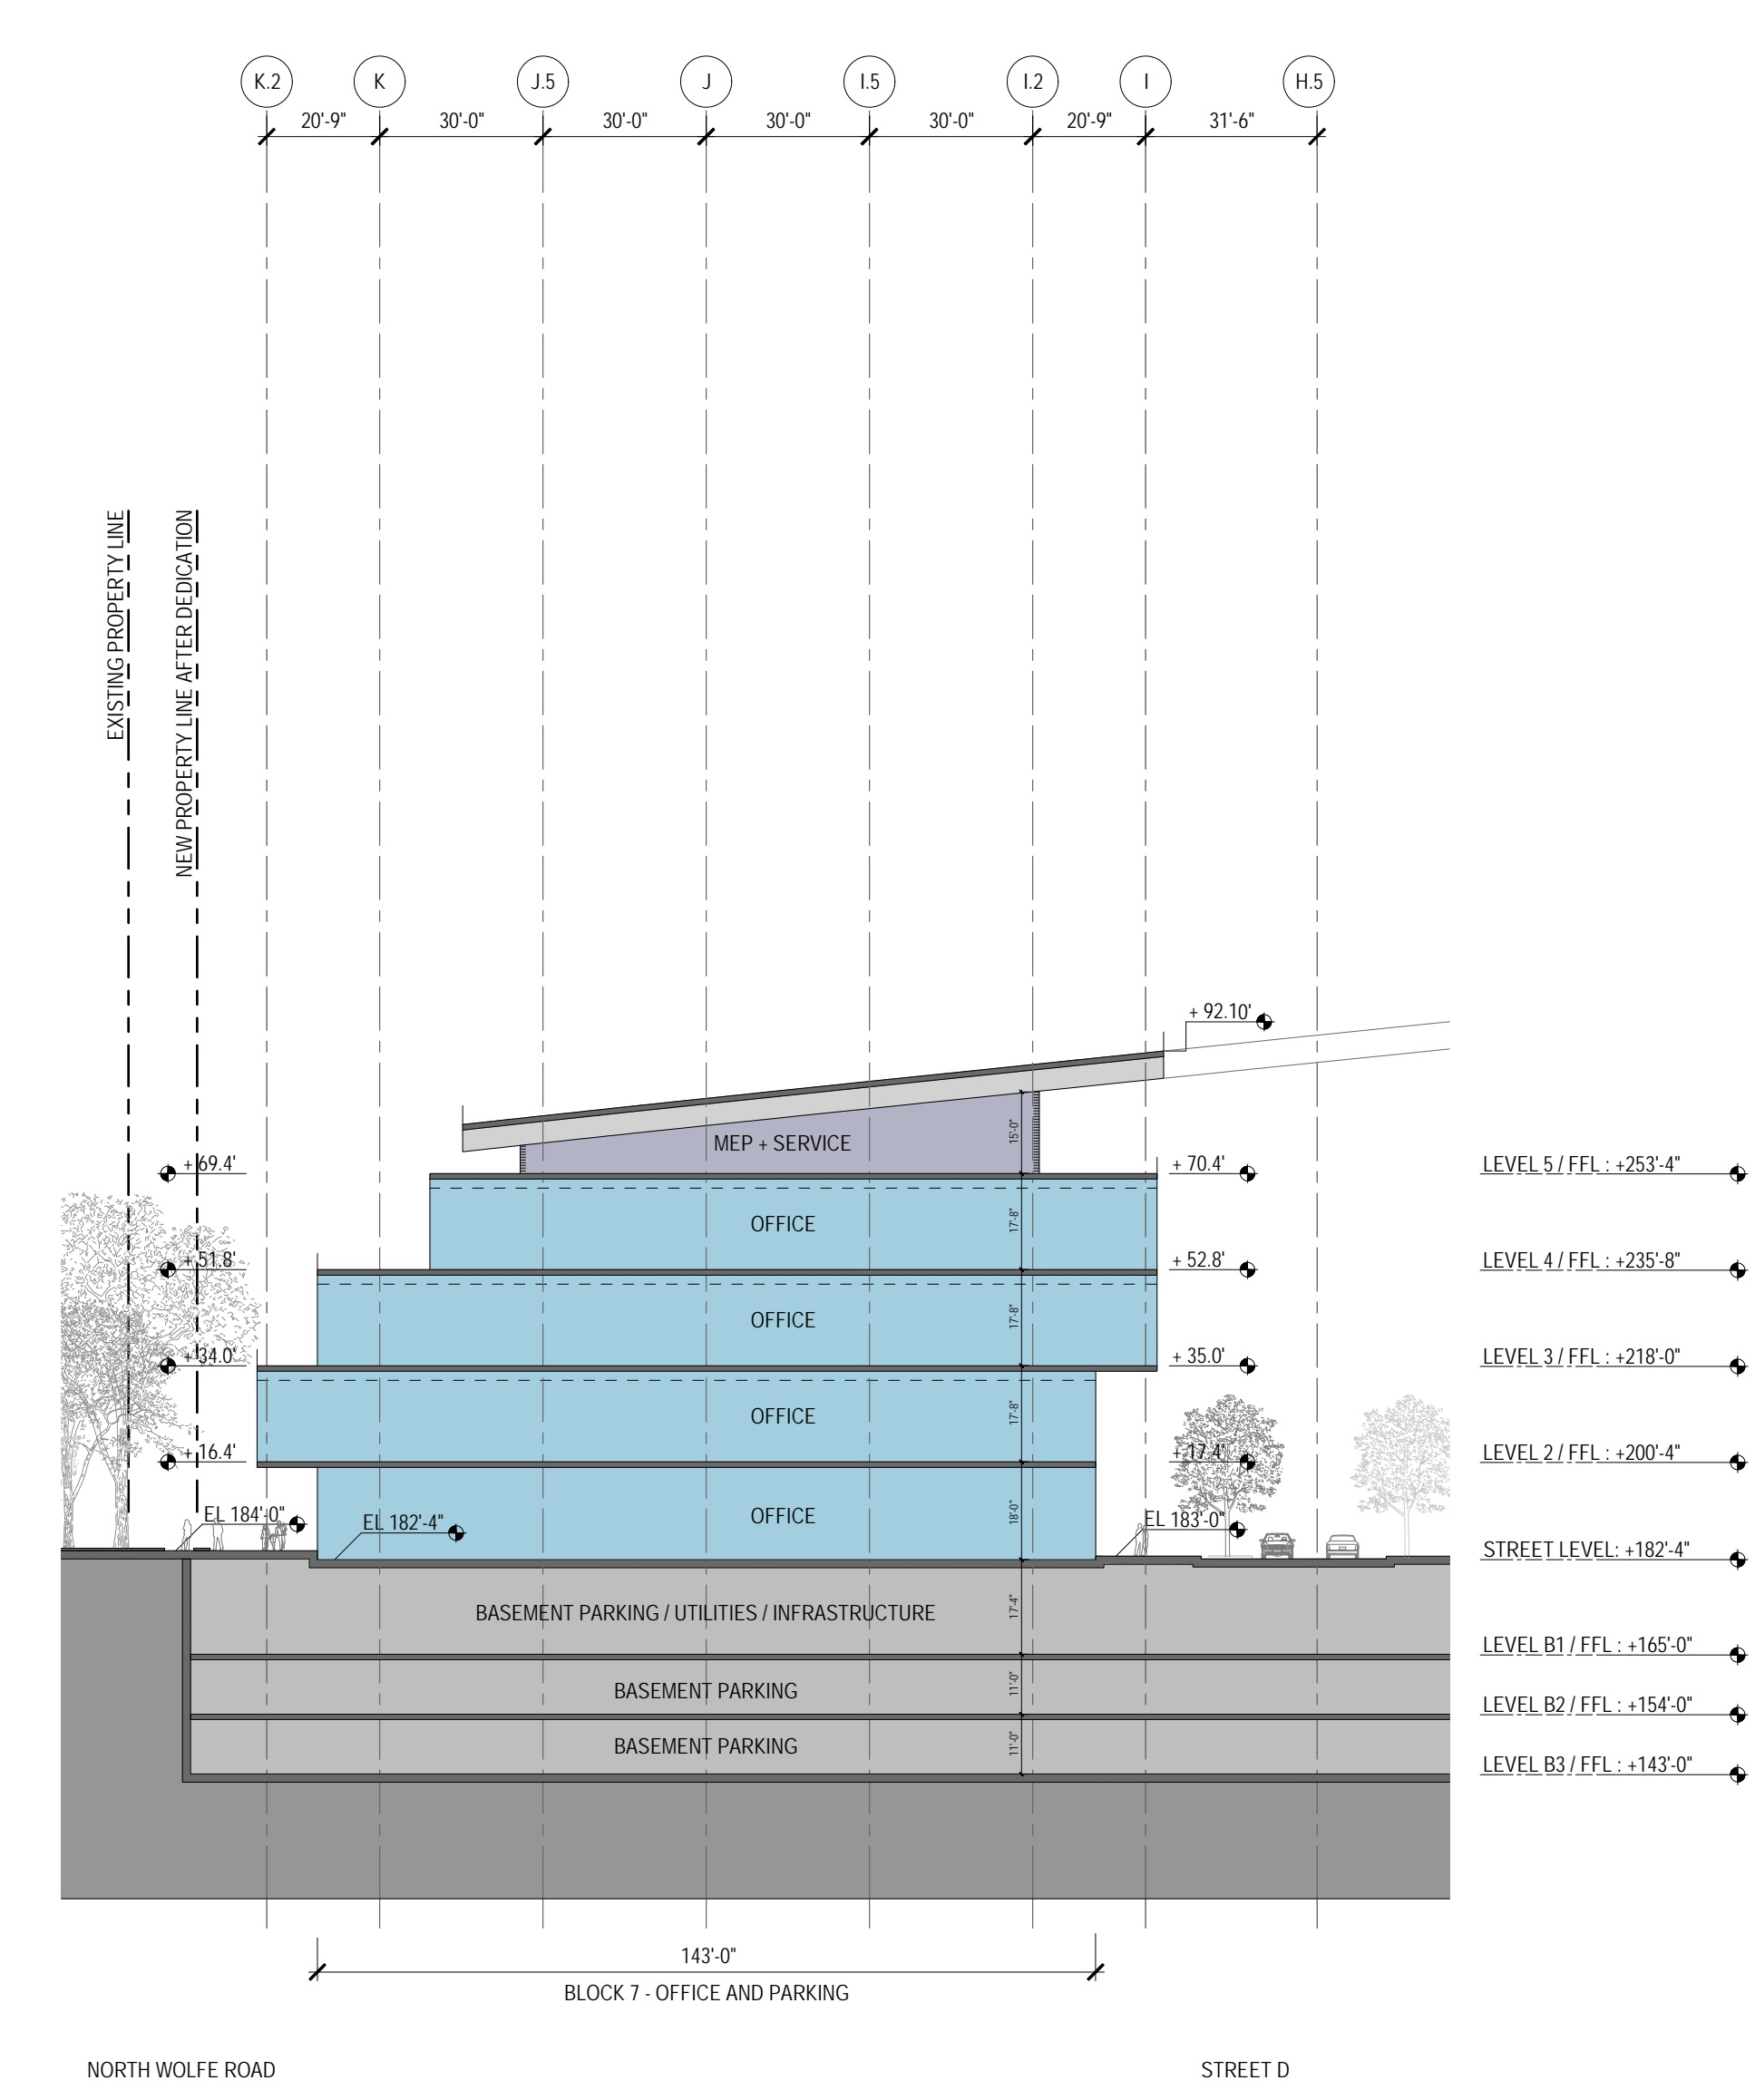 K.2 K J.5 J I.5 I.2 I H.5
20'-9" 30'-0" 30'-0" 30'-0" 30'-0" 20'-9" 31'-6"
EXISTING PROPERTY LINE
NEW PROPERTY LINE AFTER DEDICATION
+ 92.10'
15'-0"
MEP + SERVICE
+ 69.4' + 70.4' LEVEL 5 / FFL : +253'-4"
OFFICE 17'-8"
+ 51.8' + 52.8' LEVEL 4 / FFL : +235'-8"
OFFICE 17'-8"
+ 34.0' + 35.0' LEVEL 3 / FFL : +218'-0"
OFFICE 17'-8"
+ 16.4' + 17.4' LEVEL 2 / FFL : +200'-4"
OFFICE 18'-0"
EL 184'-0" EL 182'-4" EL 183'-0"
STREET LEVEL: +182'-4"
BASEMENT PARKING / UTILITIES / INFRASTRUCTURE 17'-4"
LEVEL B1 / FFL : +165'-0"
BASEMENT PARKING 11'-0"
LEVEL B2 / FFL : +154'-0"
BASEMENT PARKING 11'-0"
LEVEL B3 / FFL : +143'-0"
143'-0"
BLOCK 7 - OFFICE AND PARKING
NORTH WOLFE ROAD STREET D